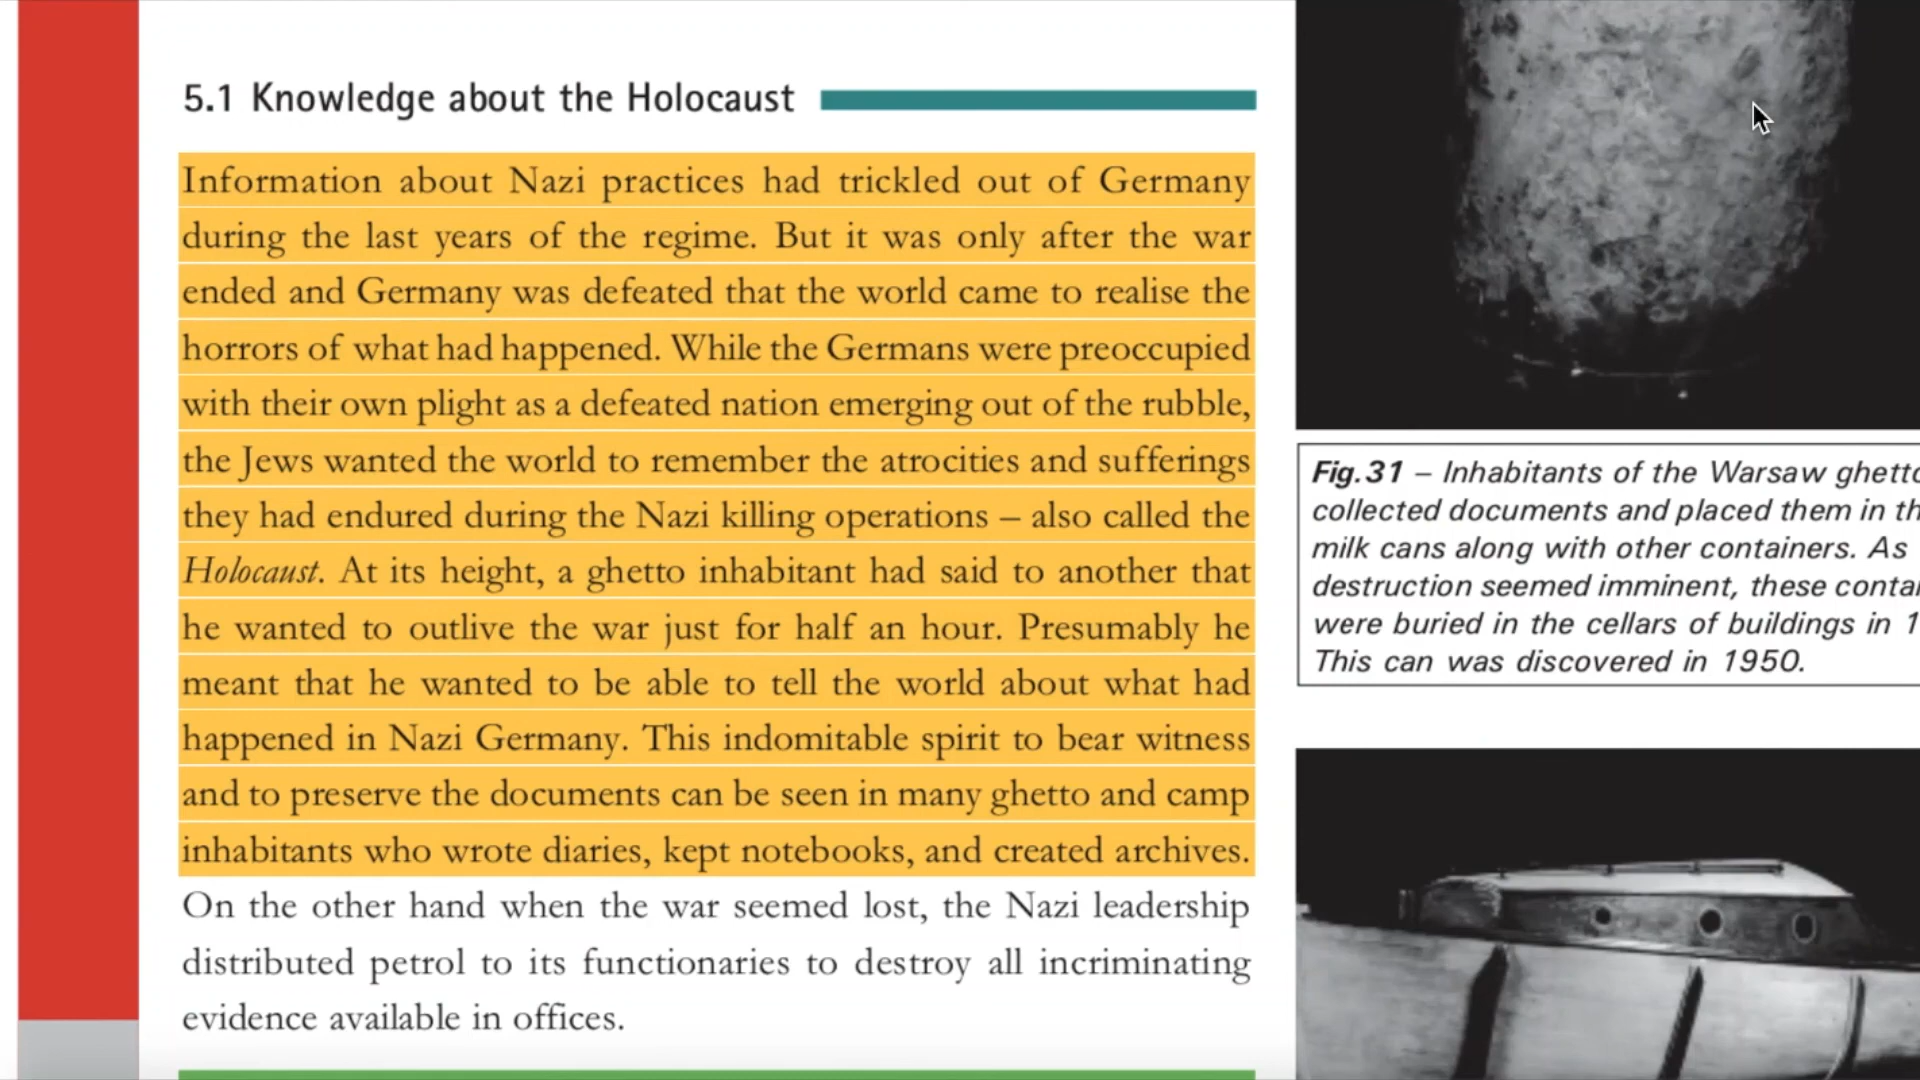 5.1 Knowledge about the Holocaust
Information about Nazi practices had trickled out of Germany
during the last years of the regime. But it was only after the war
ended and Germany was defeated that the world came to realise the
horrors of what had happened. While the Germans were preoccupied
with their own plight as a defeated nation emerging out of the rubble,
the Jews wanted the world to remember the atrocities and sufferings
they had endured during the Nazi killing operations – also called the
Holocaust. At its height, a ghetto inhabitant had said to another that
he wanted to outlive the war just for half an hour. Presumably he
meant that he wanted to be able to tell the world about what had
happened in Nazi Germany. This indomitable spirit to bear witness
and to preserve the documents can be seen in many ghetto and camp
inhabitants who wrote diaries, kept notebooks, and created archives.
On the other hand when the war seemed lost, the Nazi leadership
distributed petrol to its functionaries to destroy all incriminating
evidence available in offices.
Fig.31 – Inhabitants of the Warsaw
collected documents and placed them in
milk cans along with other containers. As
destruction seemed imminent, these
were buried in the cellars of buildings in
This can was discovered in 1950.